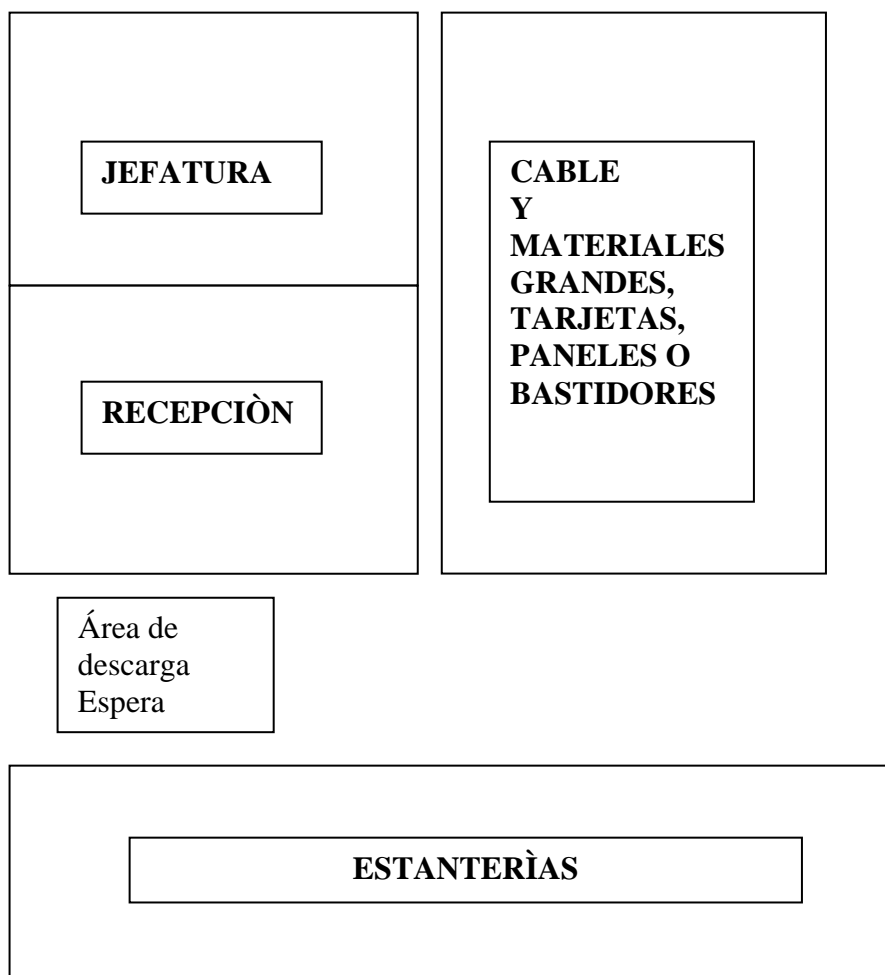 JEFATURA
RECEPCIÒN
CABLE
Y
MATERIALES
GRANDES,
TARJETAS,
PANELES O
BASTIDORES
Área de
descarga
Espera
ESTANTERÌAS